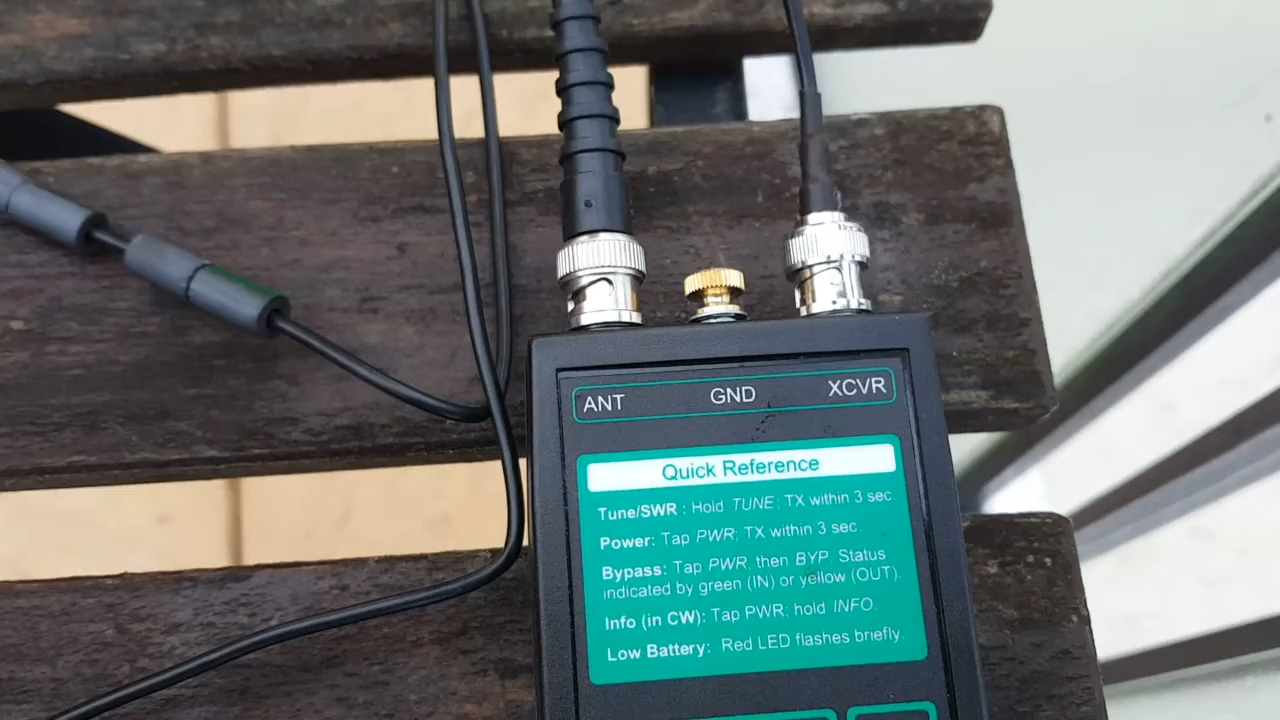 ANT GND XCVR
Quick Reference
Tune/SWR : Hold TUNE; TX within 3 sec.
Power: Tap PWR; TX within 3 sec.
Bypass: Tap PWR, then BYP. Status
indicated by green (IN) or yellow (OUT).
Info (in CW): Tap PWR; hold INFO.
Low Battery: Red LED flashes briefly.